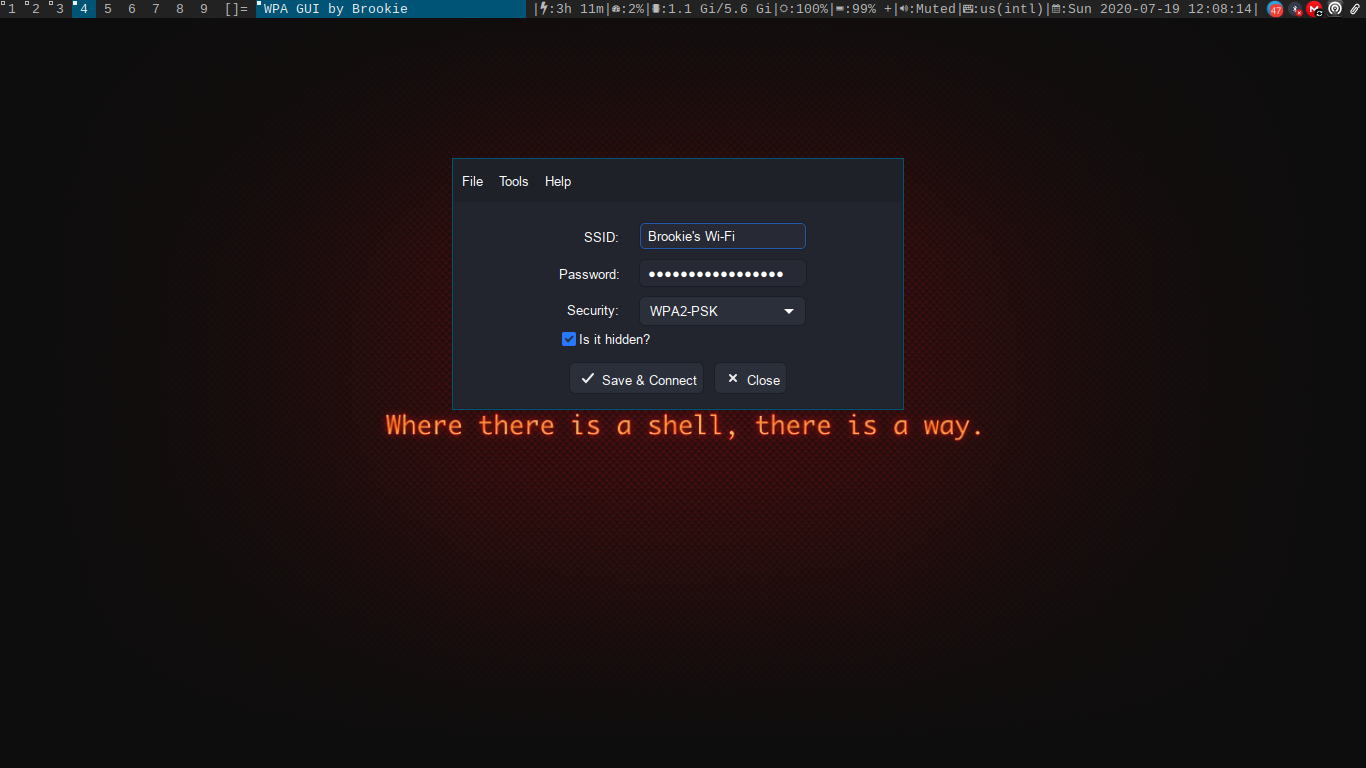 1 2 3 4 5 6 7 8 9 []= WPA GUI by Brookie |:3h 11m|:2%|:1.1 Gi/5.6 Gi|:100%|:99% +|:Muted|:us(intl)|:Sun 2020-07-19 12:08:14| 47
File Tools Help
SSID: Brookie's Wi-Fi
Password: ●●●●●●●●●●●●●●●●●
Security: WPA2-PSK
Is it hidden?
Save & Connect Close
Where there is a shell, there is a way.